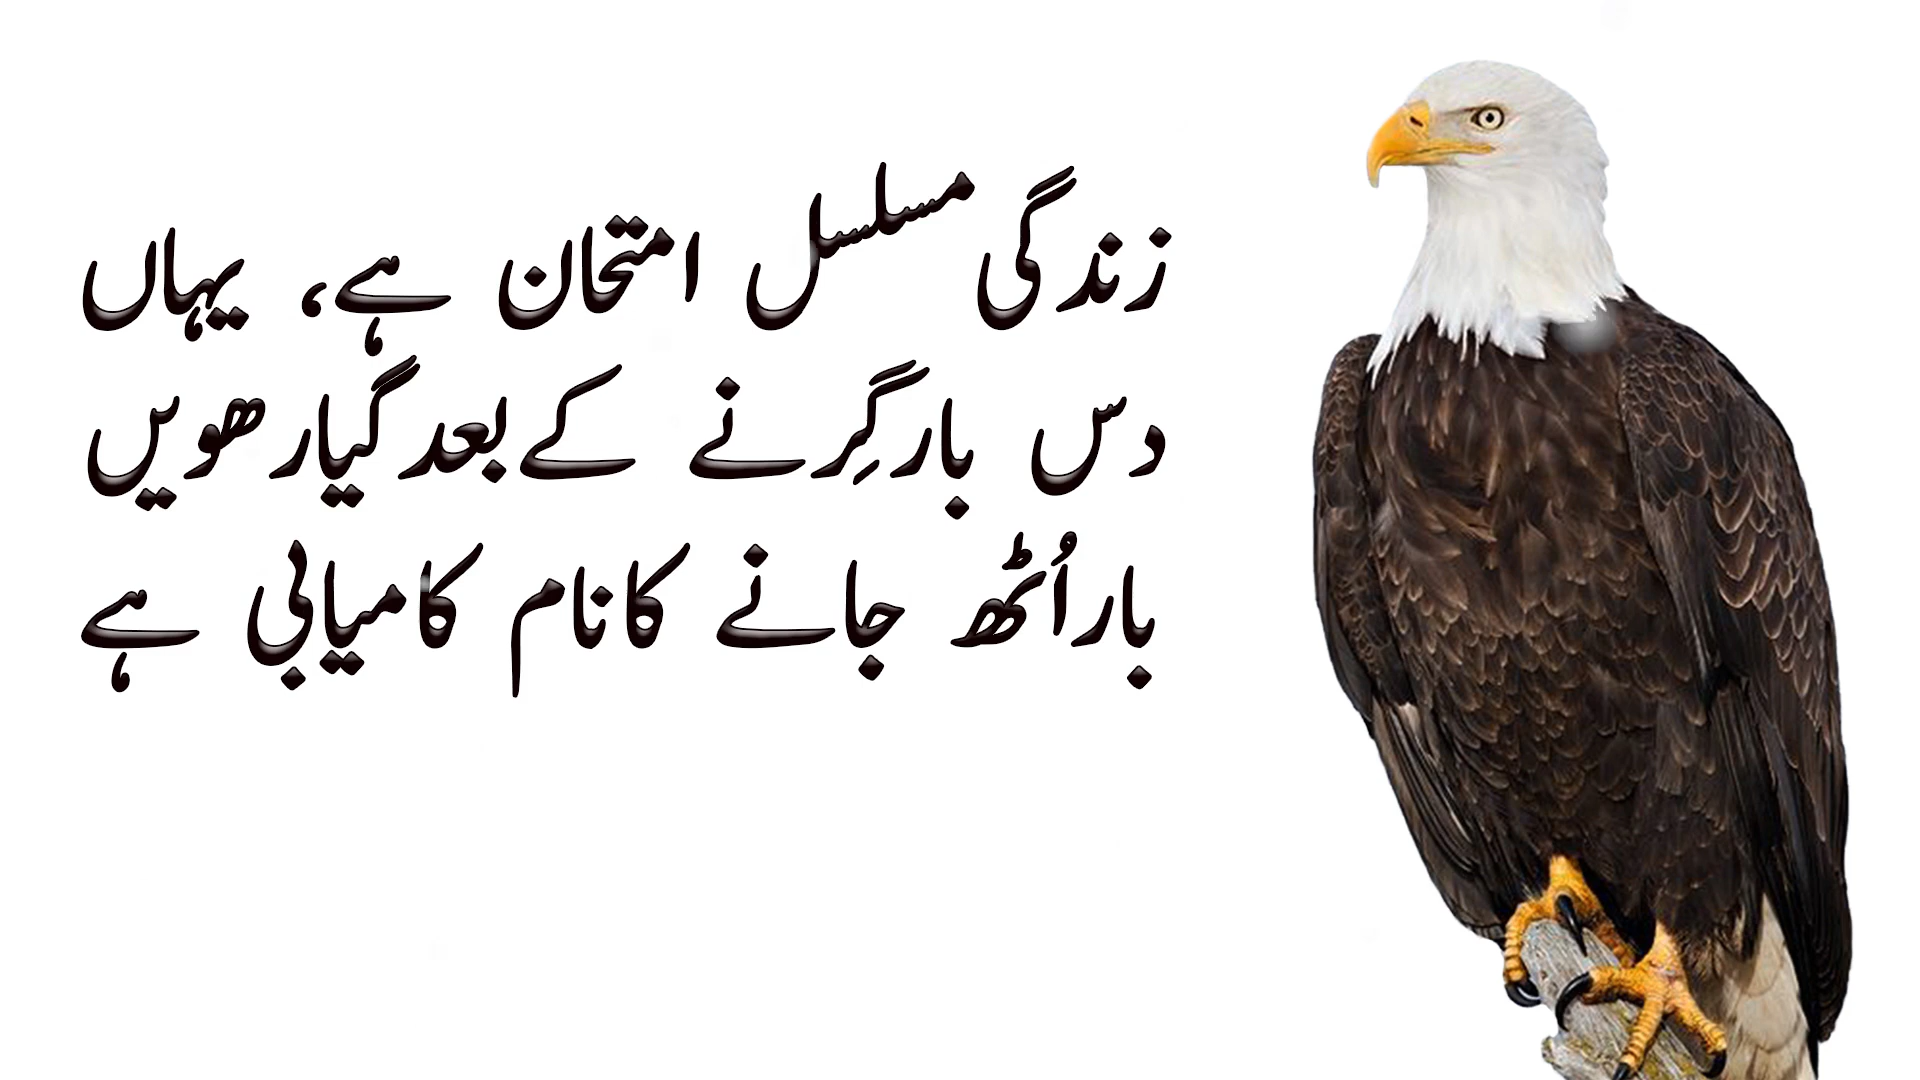 زندگی مسلسل امتحان ہے، یہاں
دس بار گِرنے کے بعد گیارھویں
بار اُٹھ جانے کا نام کامیابی ہے